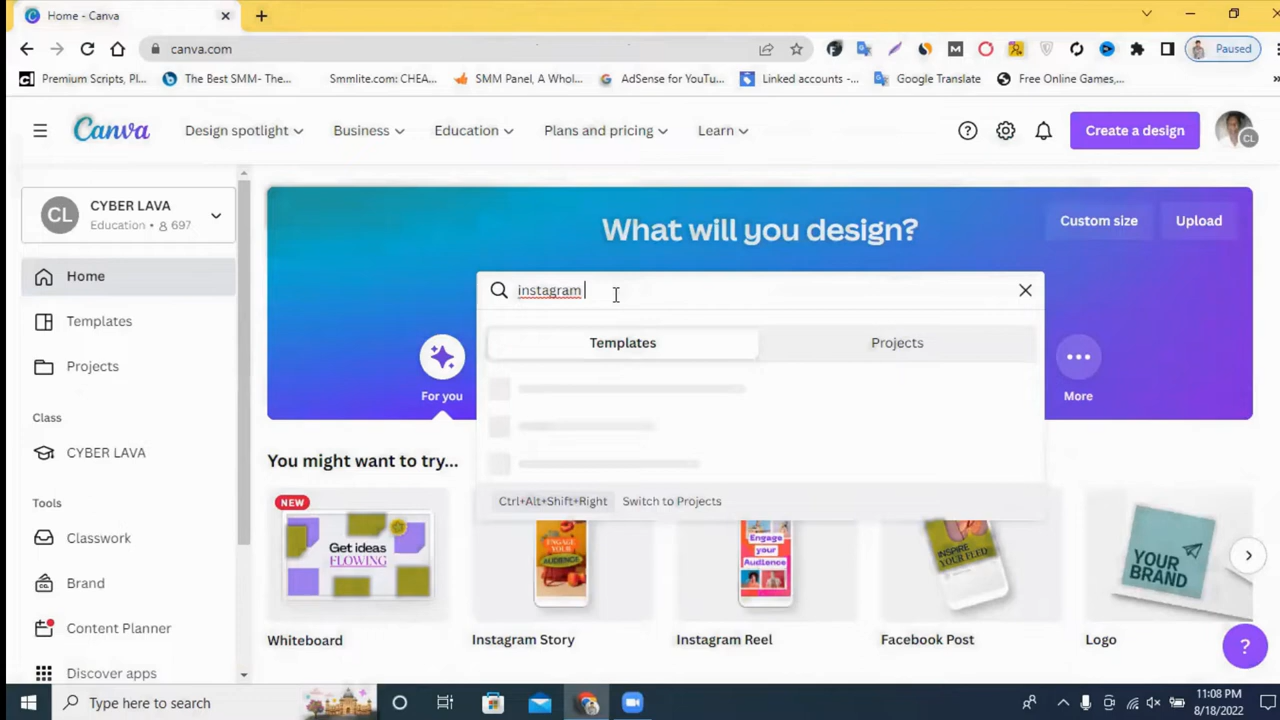 Home - Canva
canva.com
Paused
Premium Scripts, Pl...
The Best SMM- The...
Smmlite.com: CHEA...
SMM Panel, A Whol...
AdSense for YouTu...
Linked accounts -...
Google Translate
Free Online Games,...
Canva
Design spotlight
Business
Education
Plans and pricing
Learn
Create a design
CL
CL
CYBER LAVA
Education • 697
Home
Templates
Projects
Class
CYBER LAVA
Tools
Classwork
Brand
Content Planner
Discover apps
What will you design?
Custom size
Upload
instagram
Templates
Projects
For you
More
Ctrl+Alt+Shift+Right
Switch to Projects
You might want to try...
NEW
Get ideas
FLOWING
Whiteboard
ENGAGE
YOUR
AUDIENCE
Instagram Story
Engage
your
Audience
Instagram Reel
INSPIRE
YOUR FEED
Facebook Post
YOUR
BRAND
Logo
?
Type here to search
11:08 PM
8/18/2022